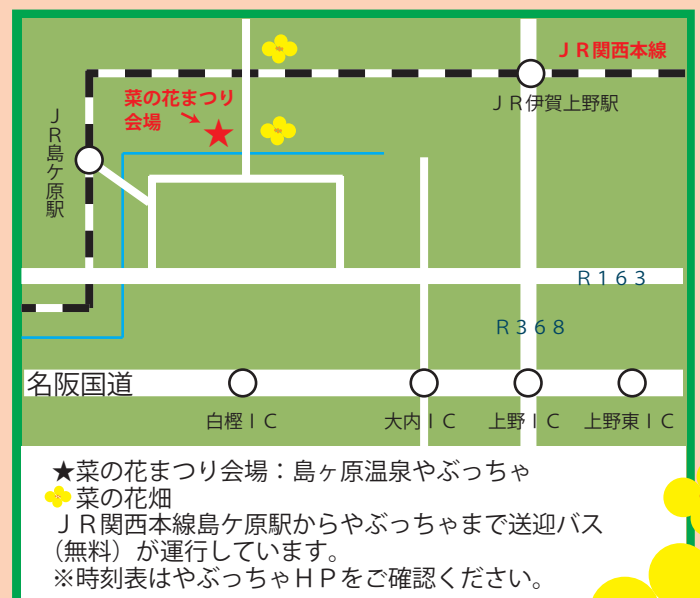 ＪＲ関西本線
菜の花まつり
会場
ＪＲ伊賀上野駅
ＪＲ島ケ原駅
Ｒ１６３
Ｒ３６８
名阪国道
白樫ＩＣ
大内ＩＣ
上野ＩＣ
上野東ＩＣ
★菜の花まつり会場：島ヶ原温泉やぶっちゃ
菜の花畑
ＪＲ関西本線島ケ原駅からやぶっちゃまで送迎バス
（無料）が運行しています。
※時刻表はやぶっちゃＨＰをご確認ください。